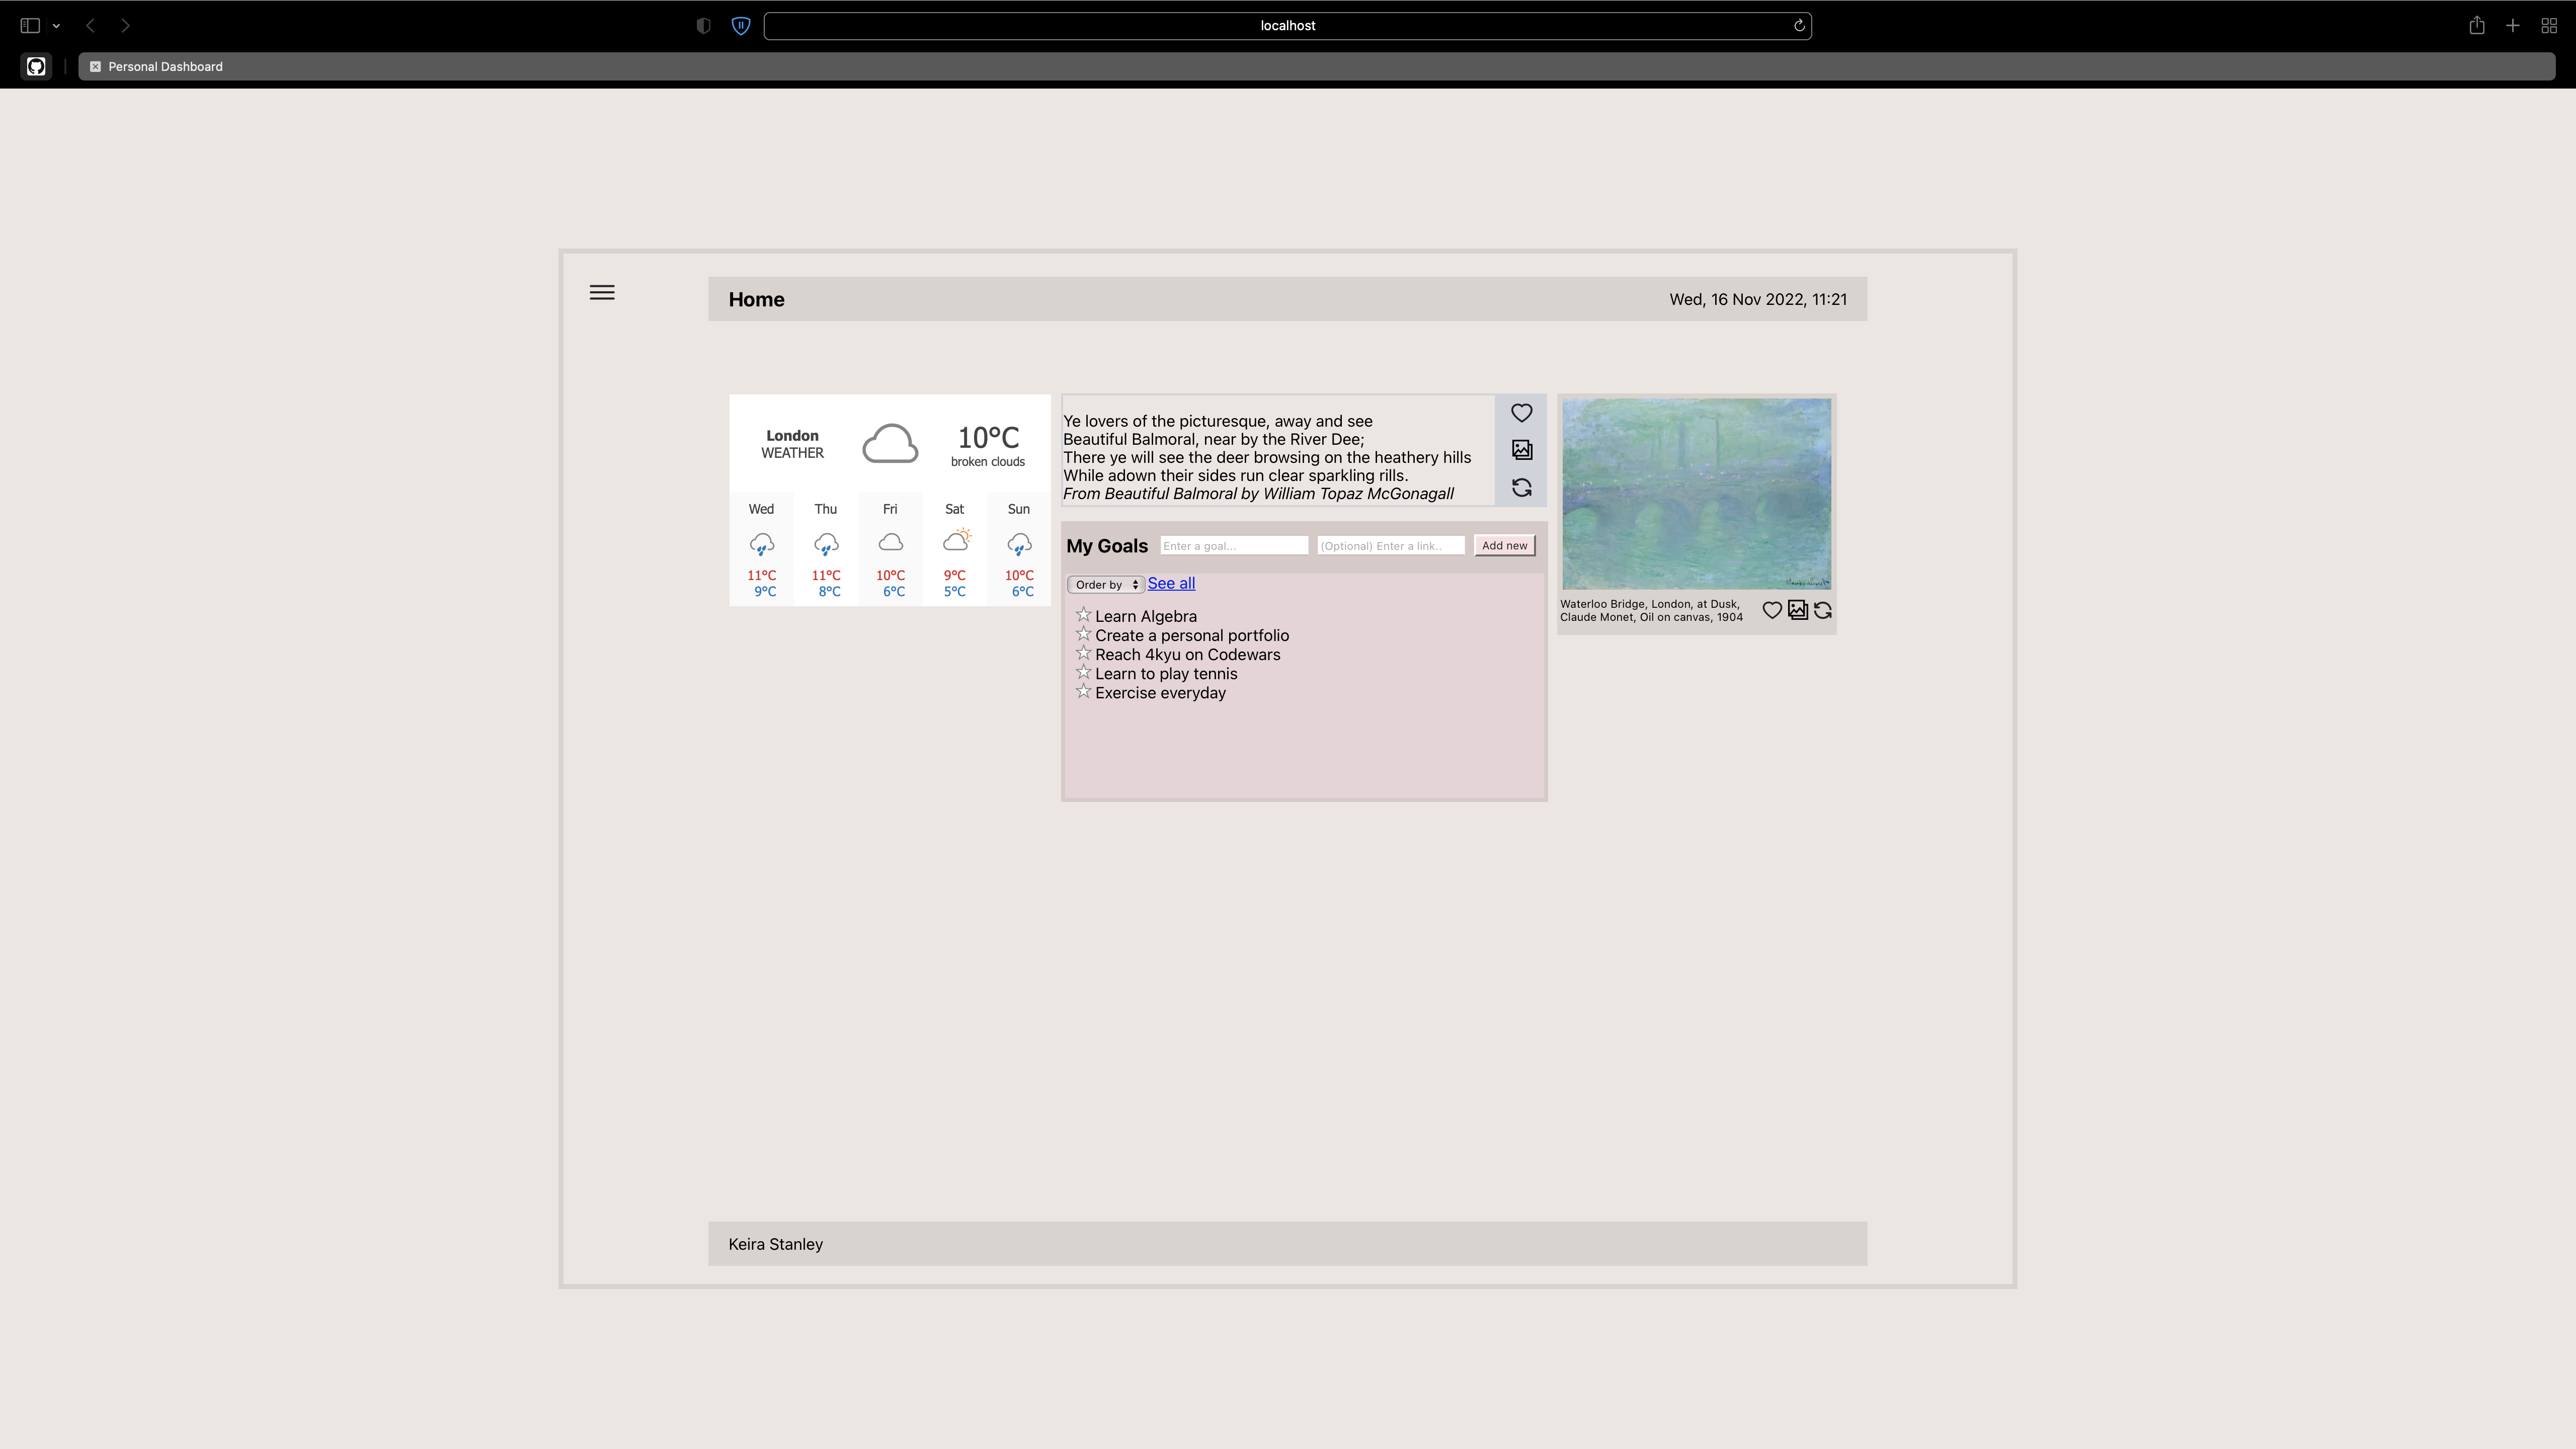 localhost
Personal Dashboard
Home
Wed, 16 Nov 2022, 11:21
London
WEATHER
10°C
broken clouds
Wed Thu Fri Sat Sun
11°C 11°C 10°C 9°C 10°C
9°C 8°C 6°C 5°C 6°C
Ye lovers of the picturesque, away and see
Beautiful Balmoral, near by the River Dee;
There ye will see the deer browsing on the heathery hills
While adown their sides run clear sparkling rills.
From Beautiful Balmoral by William Topaz McGonagall
My Goals
Enter a goal...
(Optional) Enter a link..
Add new
Order by
See all
Learn Algebra
Create a personal portfolio
Reach 4kyu on Codewars
Learn to play tennis
Exercise everyday
Waterloo Bridge, London, at Dusk,
Claude Monet, Oil on canvas, 1904
Keira Stanley